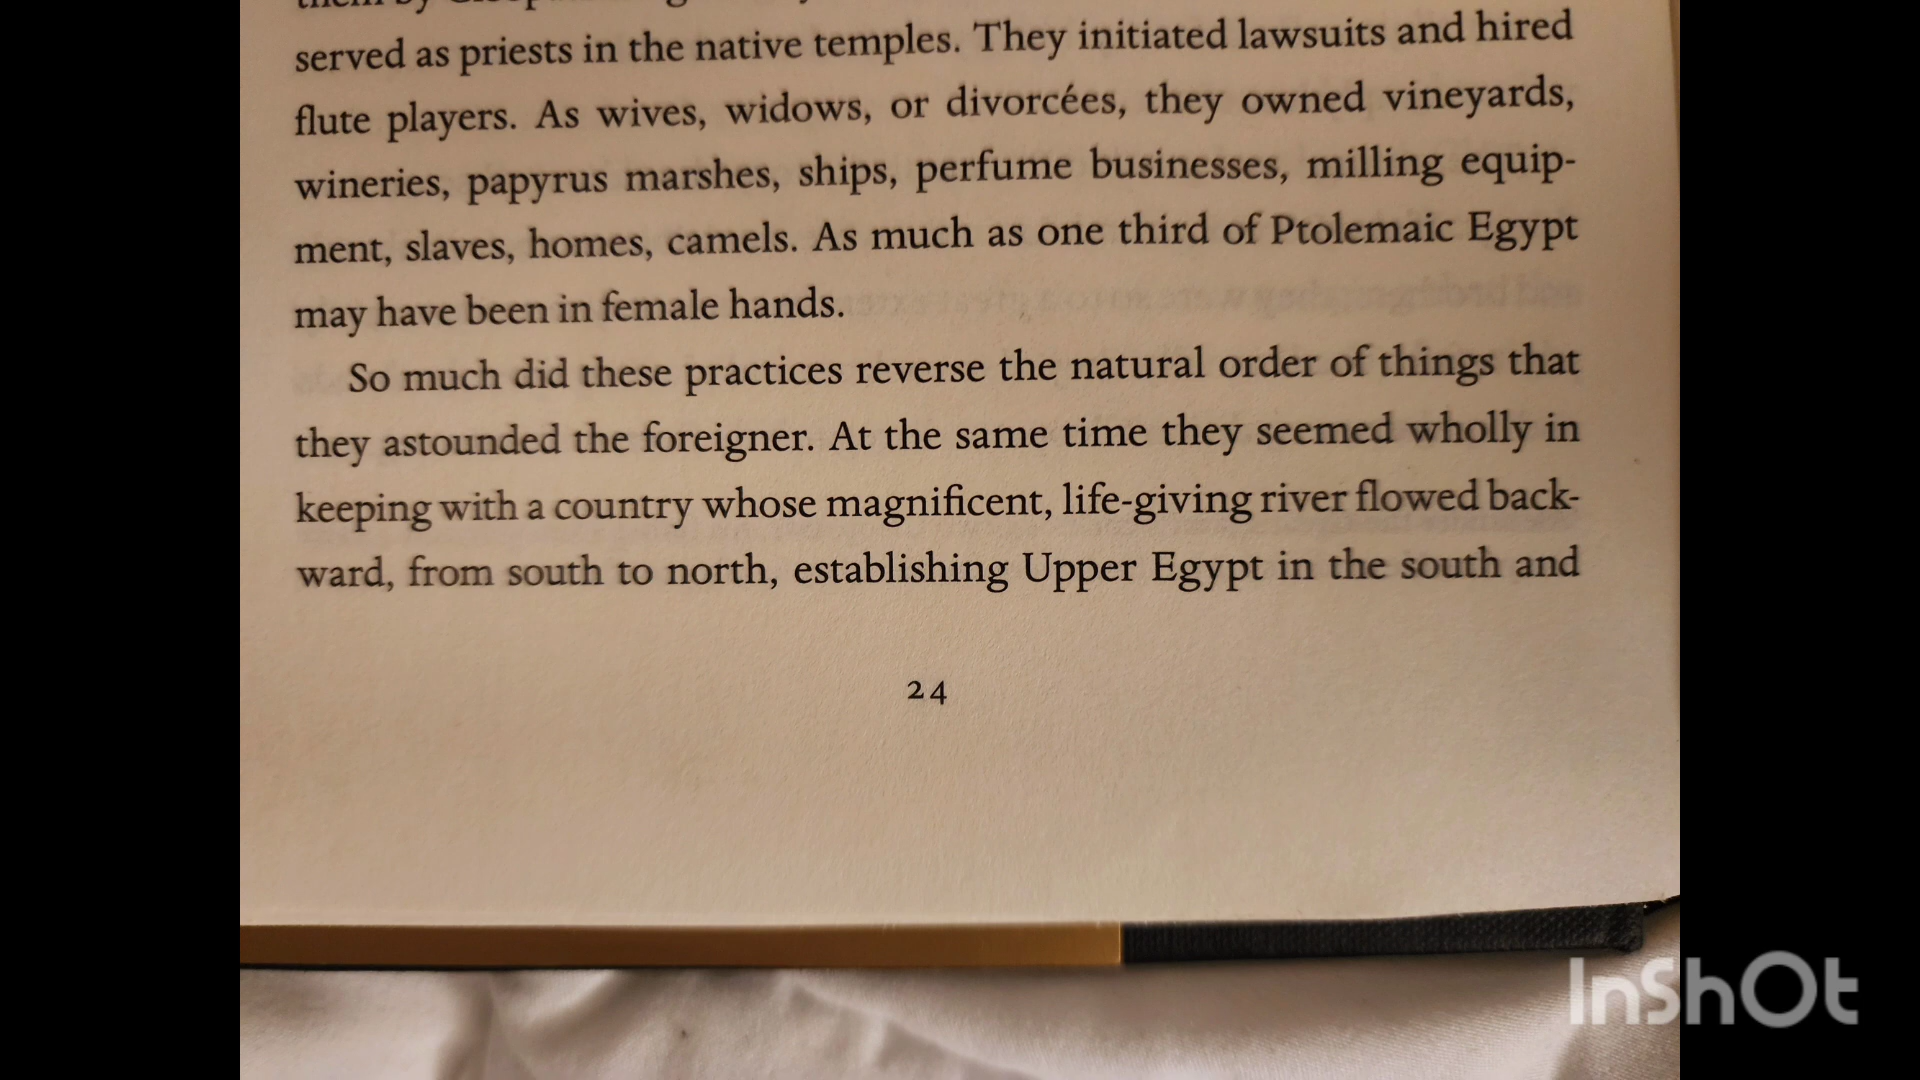 served as priests in the native temples. They initiated lawsuits and hired
flute players. As wives, widows, or divorcées, they owned vineyards,
wineries, papyrus marshes, ships, perfume businesses, milling equip-
ment, slaves, homes, camels. As much as one third of Ptolemaic Egypt
may have been in female hands.
So much did these practices reverse the natural order of things that
they astounded the foreigner. At the same time they seemed wholly in
keeping with a country whose magnificent, life-giving river flowed back-
ward, from south to north, establishing Upper Egypt in the south and
24
InShOt